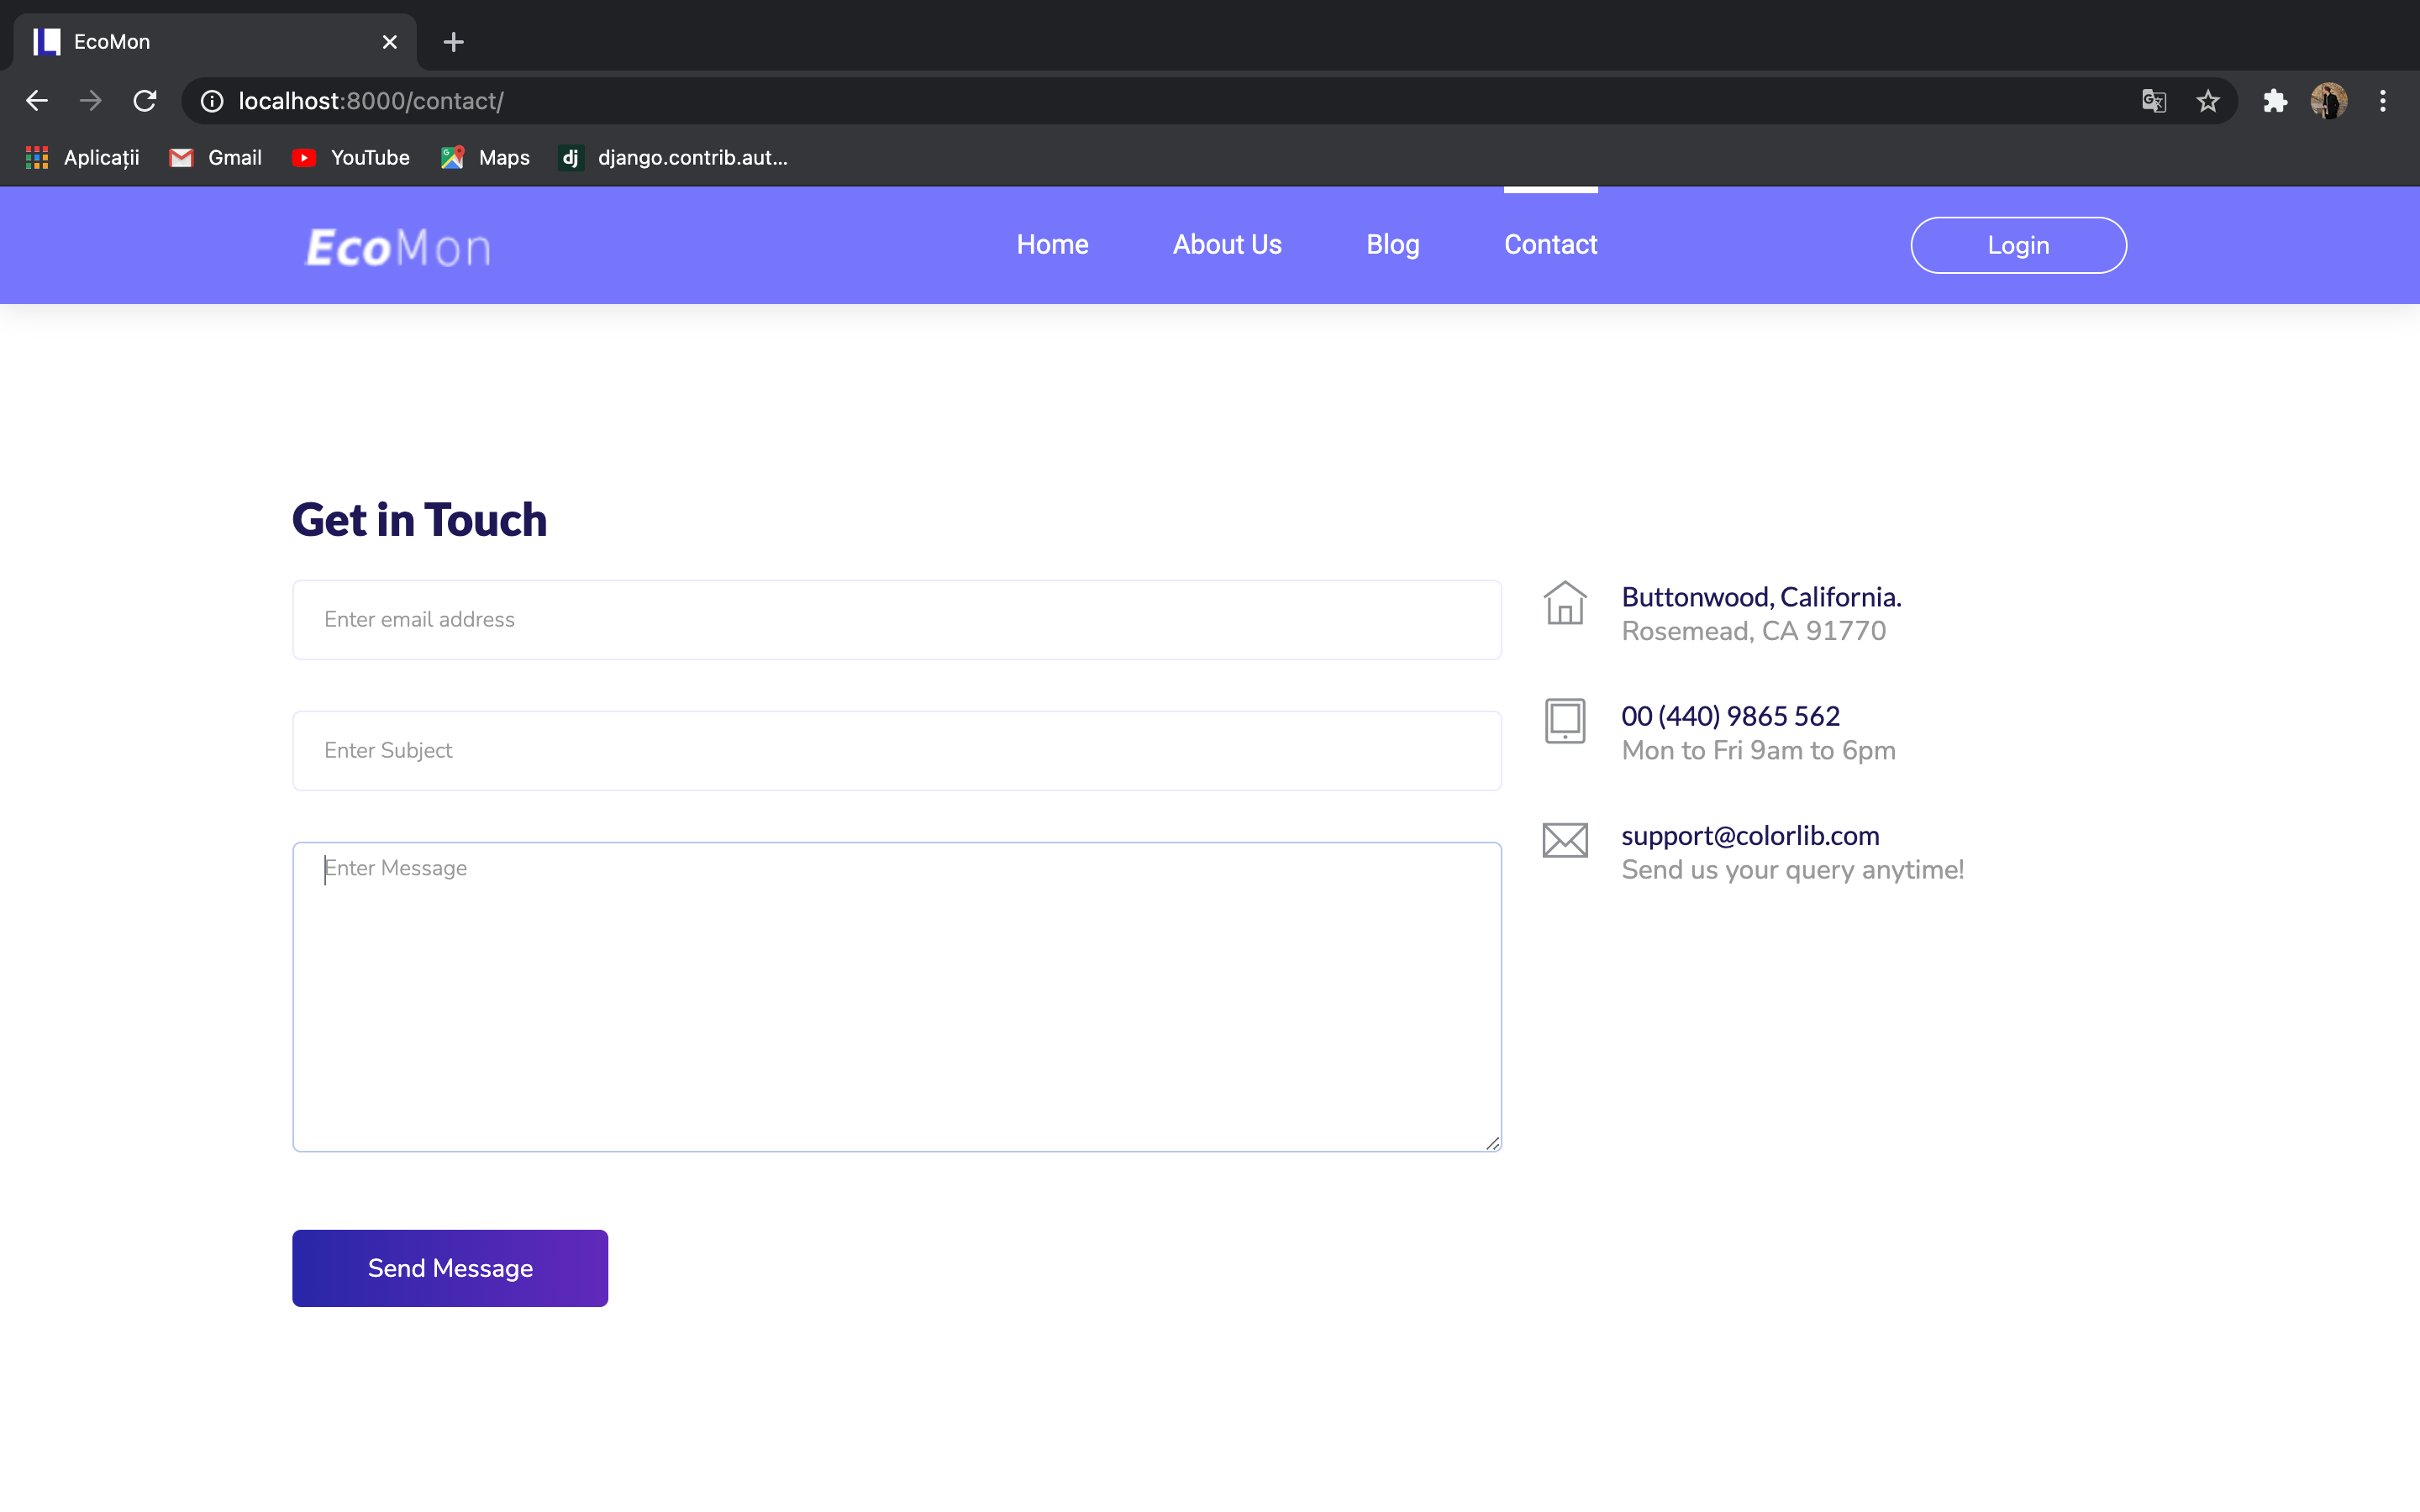 EcoMon
localhost:8000/contact/
Aplicații
Gmail
YouTube
Maps
dj
django.contrib.aut...
EcoMon
Home
About Us
Blog
Contact
Login
Get in Touch
Enter email address
Enter Subject
Enter Message
Send Message
Buttonwood, California.
Rosemead, CA 91770
00 (440) 9865 562
Mon to Fri 9am to 6pm
support@colorlib.com
Send us your query anytime!